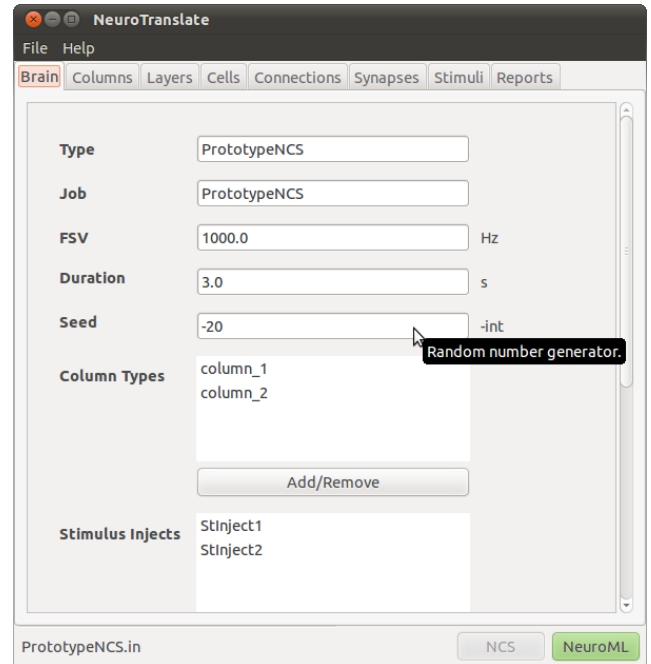 NeuroTranslate
File Help
Brain Columns Layers Cells Connections Synapses Stimuli Reports
Type PrototypeNCS
Job PrototypeNCS
FSV 1000.0 Hz
Duration 3.0 s
Seed -20 -int
Random number generator.
Column Types column_1
column_2
Add/Remove
Stimulus Injects StInject1
StInject2
PrototypeNCS.in NCS NeuroML